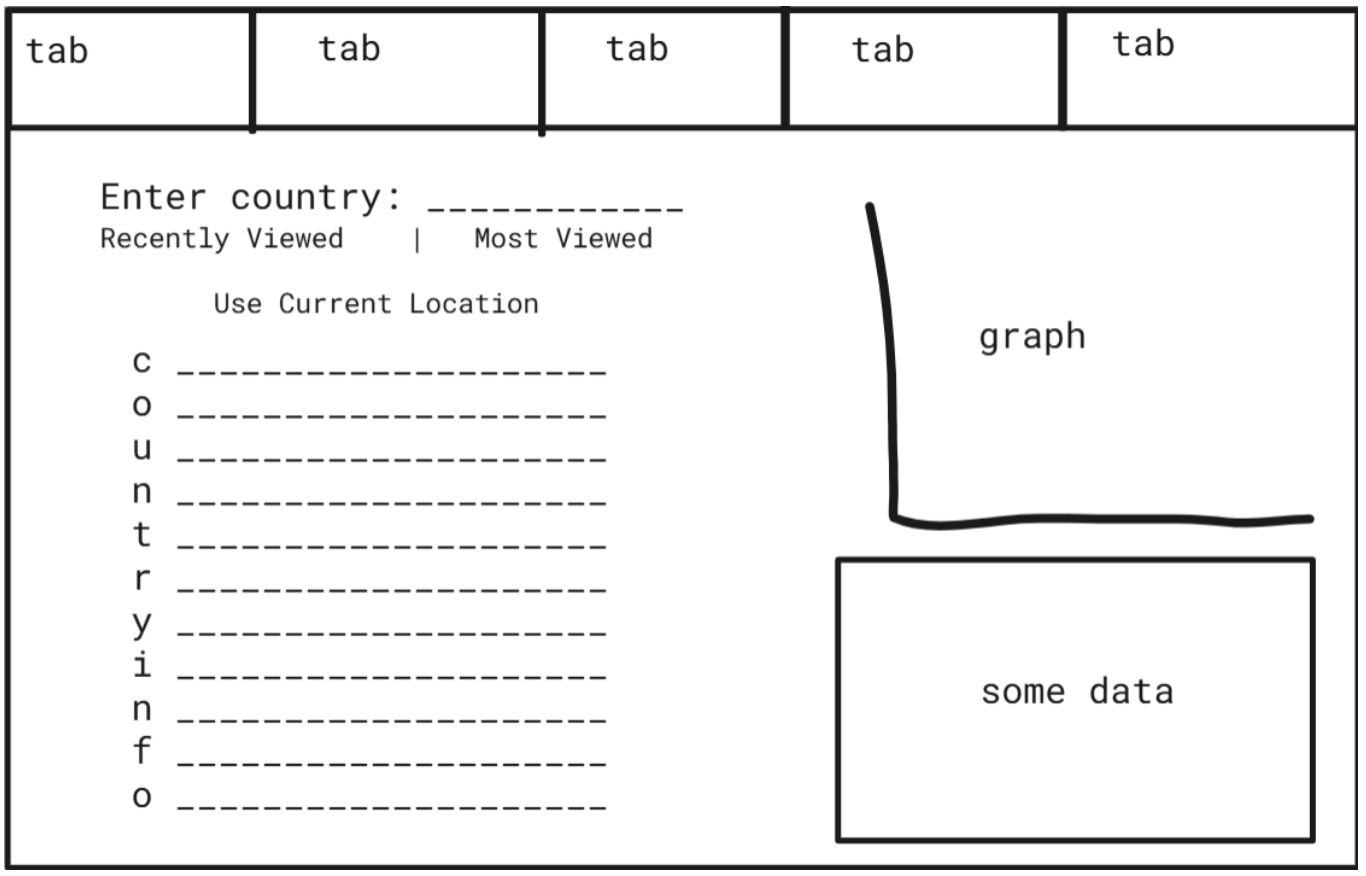 tab tab tab tab tab
Enter country: ____________
Recently Viewed | Most Viewed
Use Current Location
c ____________________
o ____________________
u ____________________
n ____________________
t ____________________
r ____________________
y ____________________
i ____________________
n ____________________
f ____________________
o ____________________
graph
some data